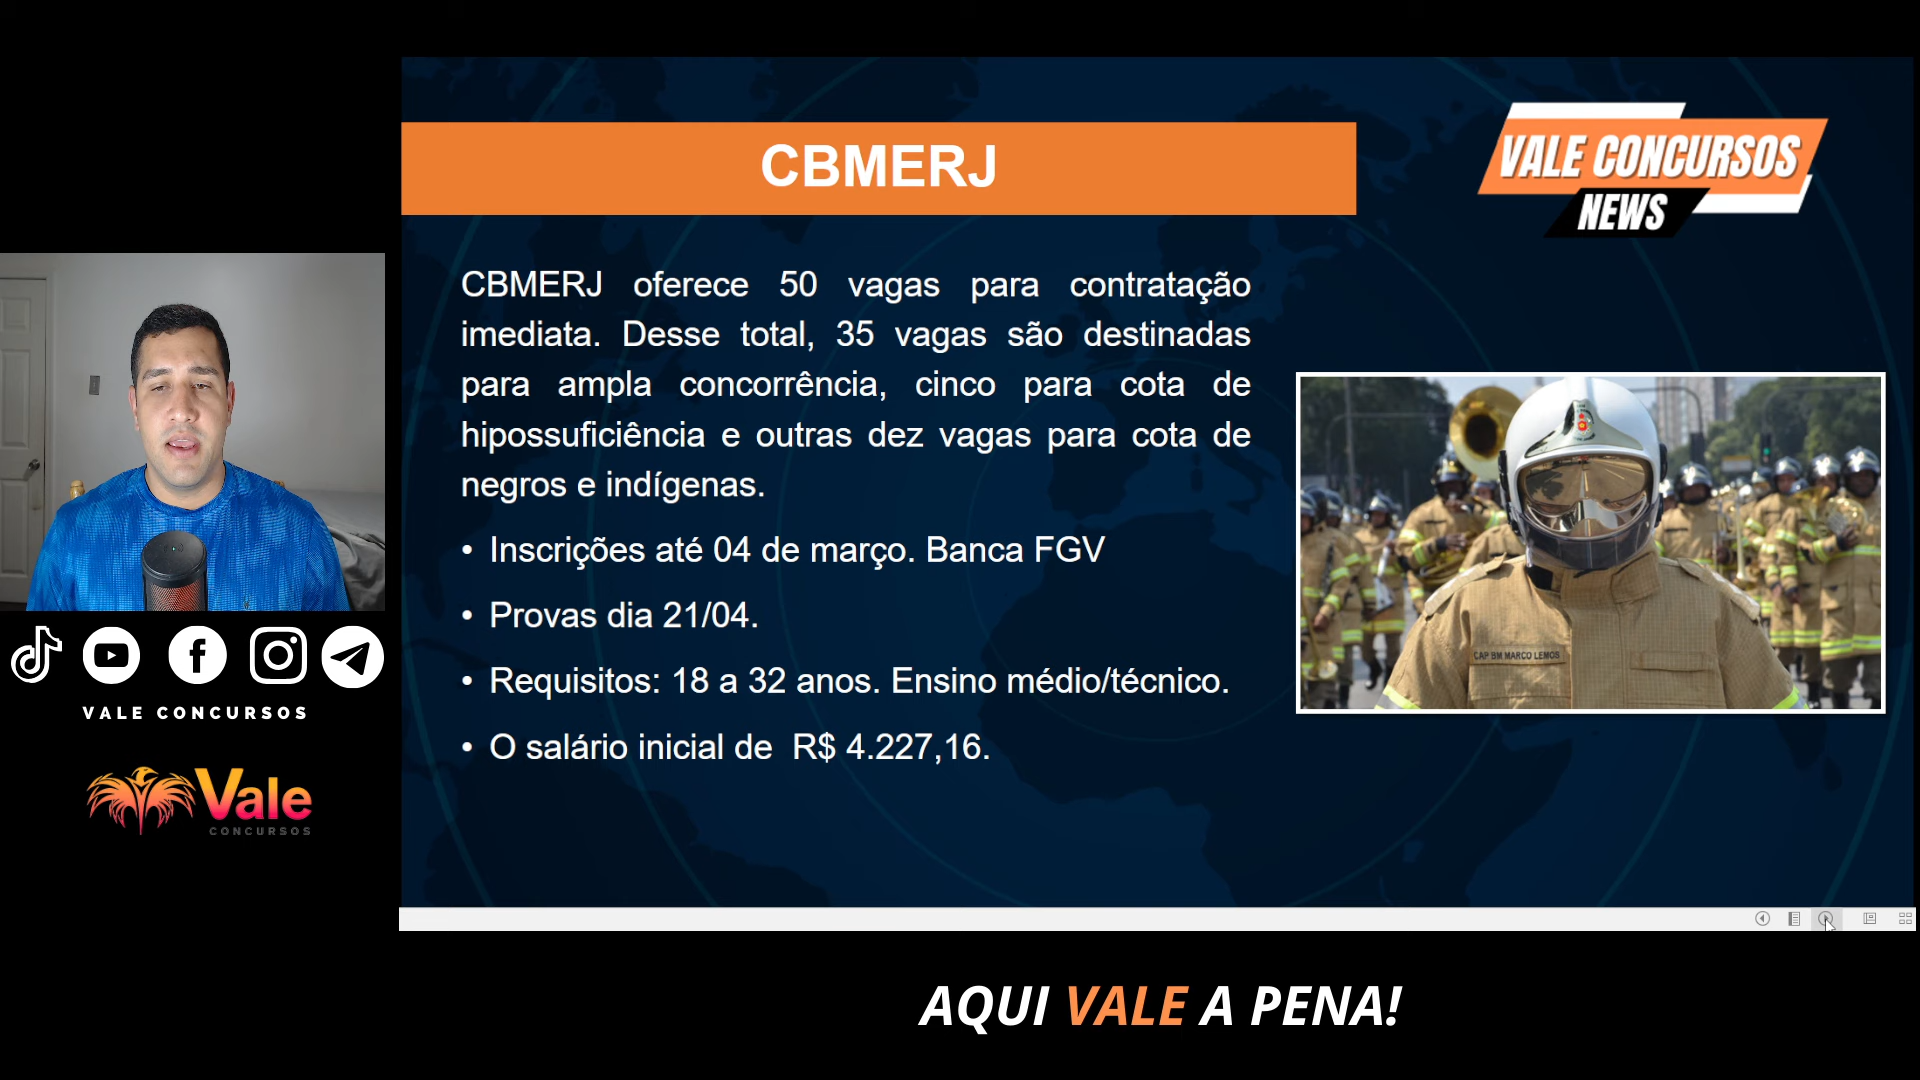 CBMERJ
VALE CONCURSOS
NEWS
CBMERJ oferece 50 vagas para contratação
imediata. Desse total, 35 vagas são destinadas
para ampla concorrência, cinco para cota de
hipossuficiência e outras dez vagas para cota de
negros e indígenas.
• Inscrições até 04 de março. Banca FGV
• Provas dia 21/04.
• Requisitos: 18 a 32 anos. Ensino médio/técnico.
• O salário inicial de R$ 4.227,16.
CAP BM MARCO LEMOS
VALE CONCURSOS
Vale
CONCURSOS
AQUI VALE A PENA!